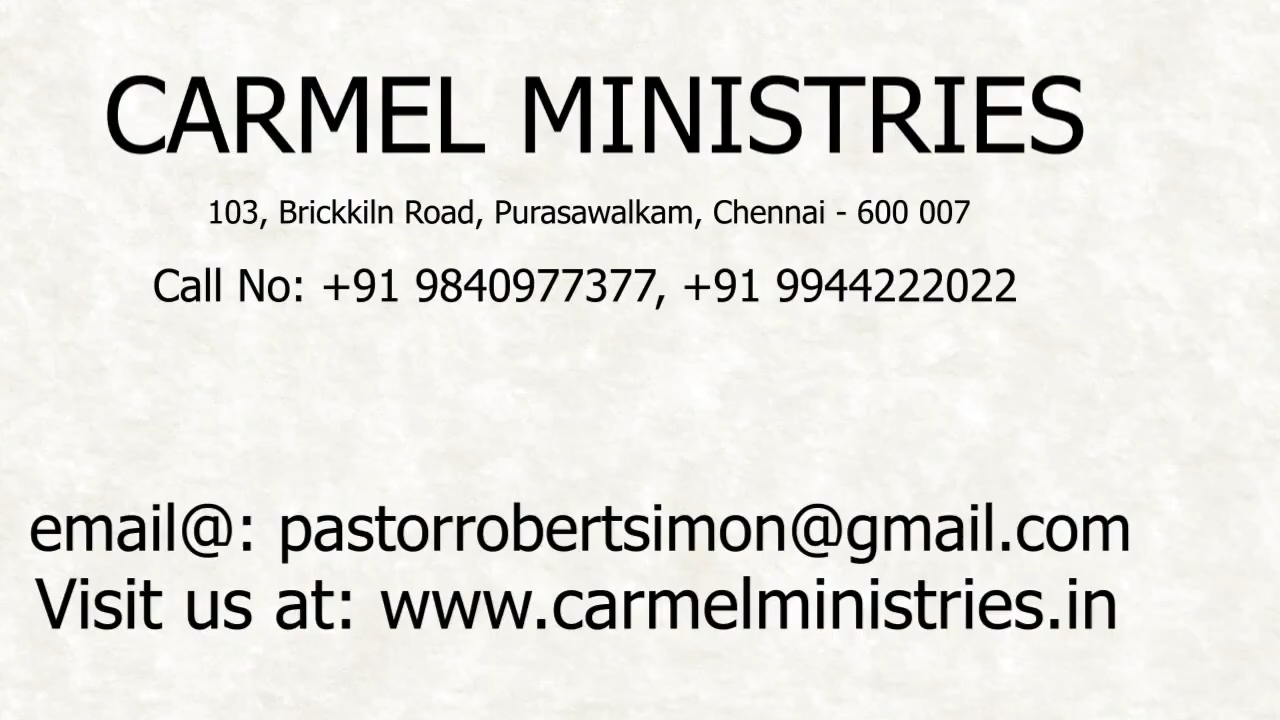 CARMEL MINISTRIES
103, Brickkiln Road, Purasawalkam, Chennai - 600 007
Call No: +91 9840977377, +91 9944222022
email@: pastorrobertsimon@gmail.com
Visit us at: www.carmelministries.in